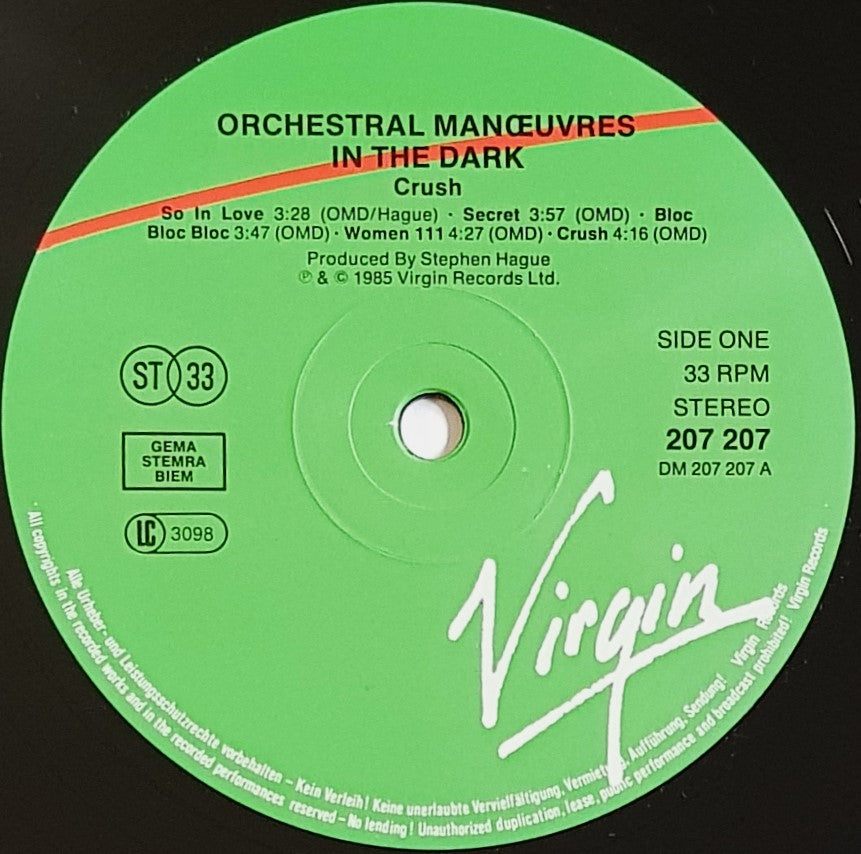 ORCHESTRAL MANŒUVRES
IN THE DARK
Crush
So In Love 3:28 (OMD/Hague) · Secret 3:57 (OMD) · Bloc
Bloc Bloc 3:47 (OMD) · Women 111 4:27 (OMD) · Crush 4:16 (OMD)
Produced By Stephen Hague
℗ & © 1985 Virgin Records Ltd.
ST 33
GEMA
STEMRA
BIEM
LC 3098
SIDE ONE
33 RPM
STEREO
207 207
DM 207 207 A
Virgin
Alle Urheber- und Leistungsschutzrechte vorbehalten – Kein Verleih! Keine unerlaubte Vervielfältigung, Vermietung, Aufführung, Sendung! Virgin Records
· All copyrights in the recorded works and in the recorded performances reserved – No lending! Unauthorized duplication, lease, public performance and broadcast prohibited! Virgin Records